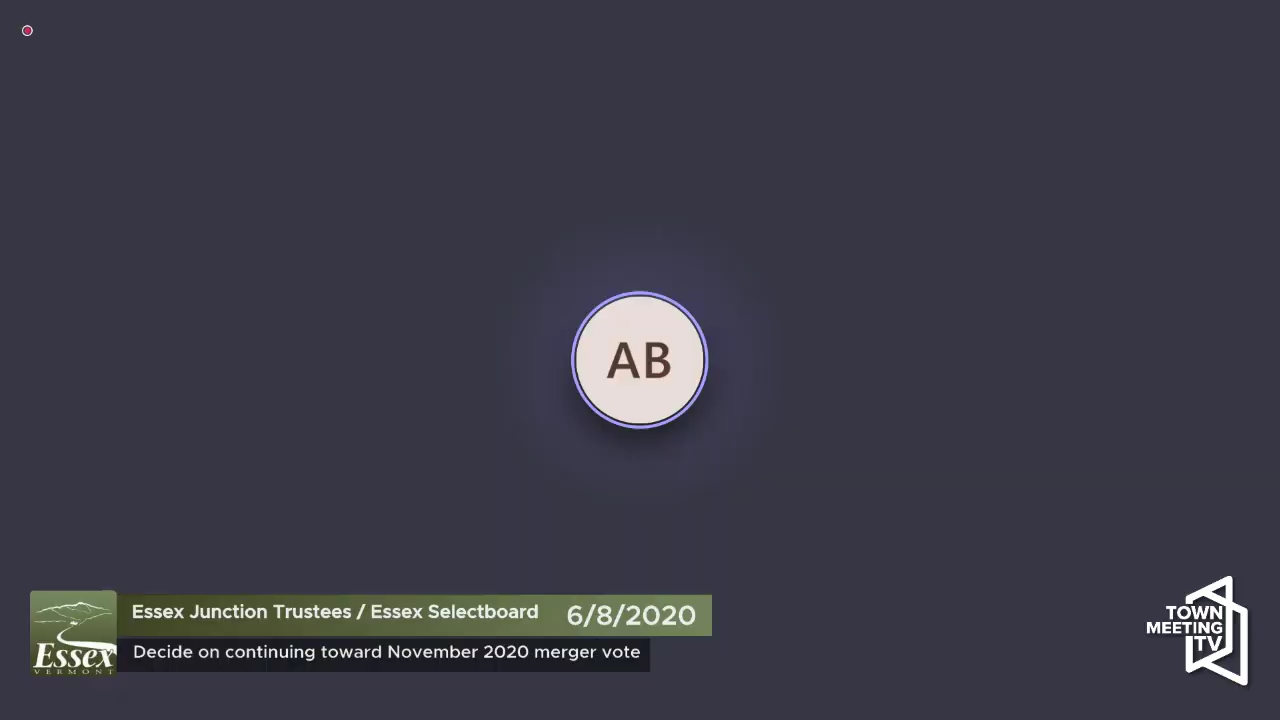 AB
Essex Junction Trustees / Essex Selectboard
6/8/2020
Decide on continuing toward November 2020 merger vote
Essex
VERMONT
TOWN
MEETING
TV